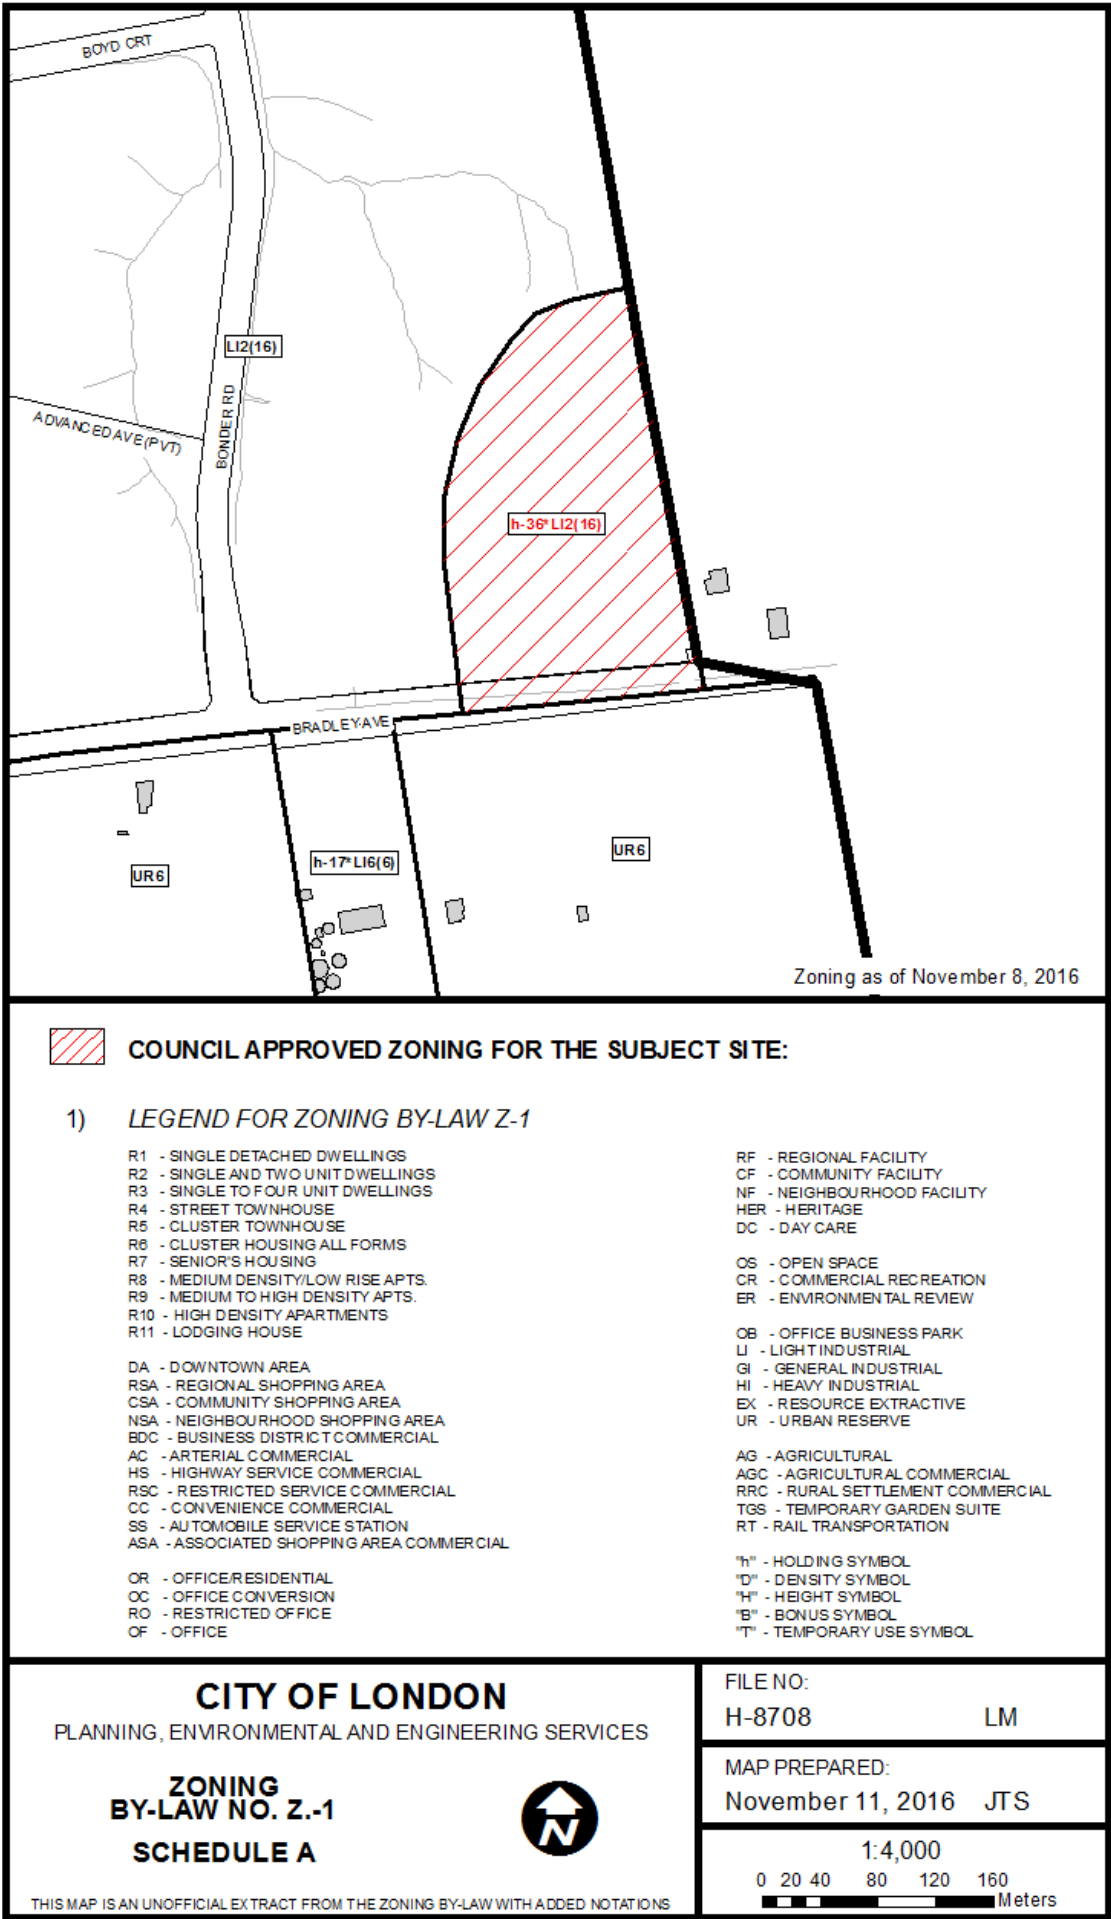 BOYD CRT
LI2(16)
BONDER RD
ADVANCED AVE (PVT)
h-36*LI2(16)
BRADLEY AVE
UR6
h-17*LI6(6)
UR6
Zoning as of November 8, 2016
COUNCIL APPROVED ZONING FOR THE SUBJECT SITE:
1) LEGEND FOR ZONING BY-LAW Z-1
R1 - SINGLE DETACHED DWELLINGS
R2 - SINGLE AND TWO UNIT DWELLINGS
R3 - SINGLE TO FOUR UNIT DWELLINGS
R4 - STREET TOWNHOUSE
R5 - CLUSTER TOWNHOUSE
R6 - CLUSTER HOUSING ALL FORMS
R7 - SENIOR'S HOUSING
R8 - MEDIUM DENSITY/LOW RISE APTS.
R9 - MEDIUM TO HIGH DENSITY APTS.
R10 - HIGH DENSITY APARTMENTS
R11 - LODGING HOUSE
DA - DOWNTOWN AREA
RSA - REGIONAL SHOPPING AREA
CSA - COMMUNITY SHOPPING AREA
NSA - NEIGHBOURHOOD SHOPPING AREA
BDC - BUSINESS DISTRICT COMMERCIAL
AC - ARTERIAL COMMERCIAL
HS - HIGHWAY SERVICE COMMERCIAL
RSC - RESTRICTED SERVICE COMMERCIAL
CC - CONVENIENCE COMMERCIAL
SS - AUTOMOBILE SERVICE STATION
ASA - ASSOCIATED SHOPPING AREA COMMERCIAL
OR - OFFICE/RESIDENTIAL
OC - OFFICE CONVERSION
RO - RESTRICTED OFFICE
OF - OFFICE
RF - REGIONAL FACILITY
CF - COMMUNITY FACILITY
NF - NEIGHBOURHOOD FACILITY
HER - HERITAGE
DC - DAY CARE
OS - OPEN SPACE
CR - COMMERCIAL RECREATION
ER - ENVIRONMENTAL REVIEW
OB - OFFICE BUSINESS PARK
LI - LIGHT INDUSTRIAL
GI - GENERAL INDUSTRIAL
HI - HEAVY INDUSTRIAL
EX - RESOURCE EXTRACTIVE
UR - URBAN RESERVE
AG - AGRICULTURAL
AGC - AGRICULTURAL COMMERCIAL
RRC - RURAL SETTLEMENT COMMERCIAL
TGS - TEMPORARY GARDEN SUITE
RT - RAIL TRANSPORTATION
"h" - HOLDING SYMBOL
"D" - DENSITY SYMBOL
"H" - HEIGHT SYMBOL
"B" - BONUS SYMBOL
"T" - TEMPORARY USE SYMBOL
CITY OF LONDON
PLANNING, ENVIRONMENTAL AND ENGINEERING SERVICES
ZONING
BY-LAW NO. Z.-1
SCHEDULE A
N
THIS MAP IS AN UNOFFICIAL EXTRACT FROM THE ZONING BY-LAW WITH ADDED NOTATIONS
FILE NO:
H-8708 LM
MAP PREPARED:
November 11, 2016 JTS
1:4,000
0 20 40 80 120 160
Meters